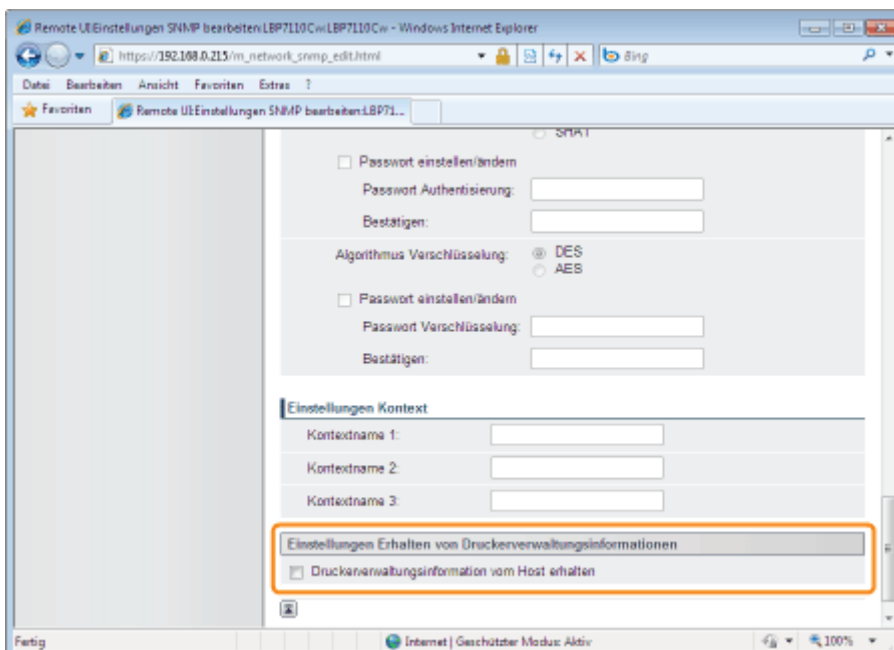 Remote UI:Einstellungen SNMP bearbeiten:LBP7110Cw:LBP7110Cw - Windows Internet Explorer
https://192.168.0.215/m_network_snmp_edit.html
Bing
Datei Bearbeiten Ansicht Favoriten Extras ?
Favoriten
Remote UI:Einstellungen SNMP bearbeiten:LBP71...
SHA1
Passwort einstellen/ändern
Passwort Authentisierung:
Bestätigen:
Algorithmus Verschlüsselung: DES
AES
Passwort einstellen/ändern
Passwort Verschlüsselung:
Bestätigen:
Einstellungen Kontext
Kontextname 1:
Kontextname 2:
Kontextname 3:
Einstellungen Erhalten von Druckerverwaltungsinformationen
Druckerverwaltungsinformation vom Host erhalten
Fertig
Internet | Geschützter Modus: Aktiv
100%